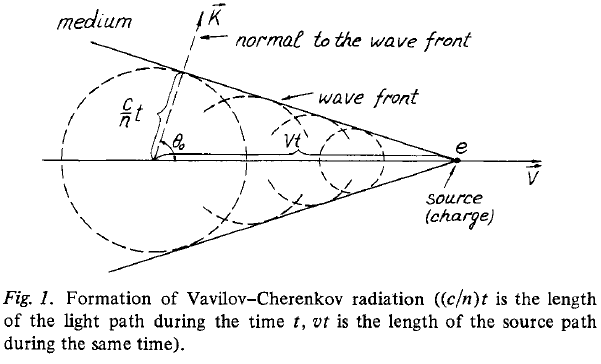 medium
K
normal to the wave front
wave front
c/n t
θ₀
Vt
e
V
source
(charge)
Fig. 1. Formation of Vavilov–Cherenkov radiation ((c/n)t is the length
of the light path during the time t, vt is the length of the source path
during the same time).